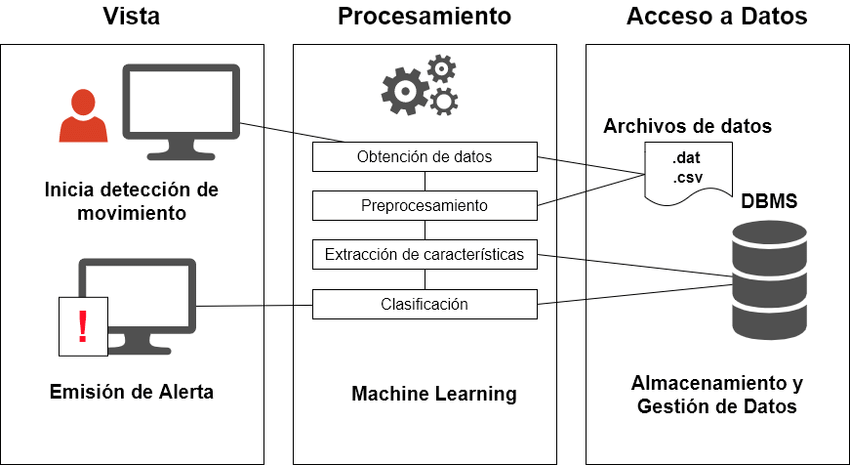 Vista
Procesamiento
Acceso a Datos
Inicia detección de
movimiento
!
Emisión de Alerta
Obtención de datos
Preprocesamiento
Extracción de características
Clasificación
Machine Learning
Archivos de datos
.dat
.csv
DBMS
Almacenamiento y
Gestión de Datos